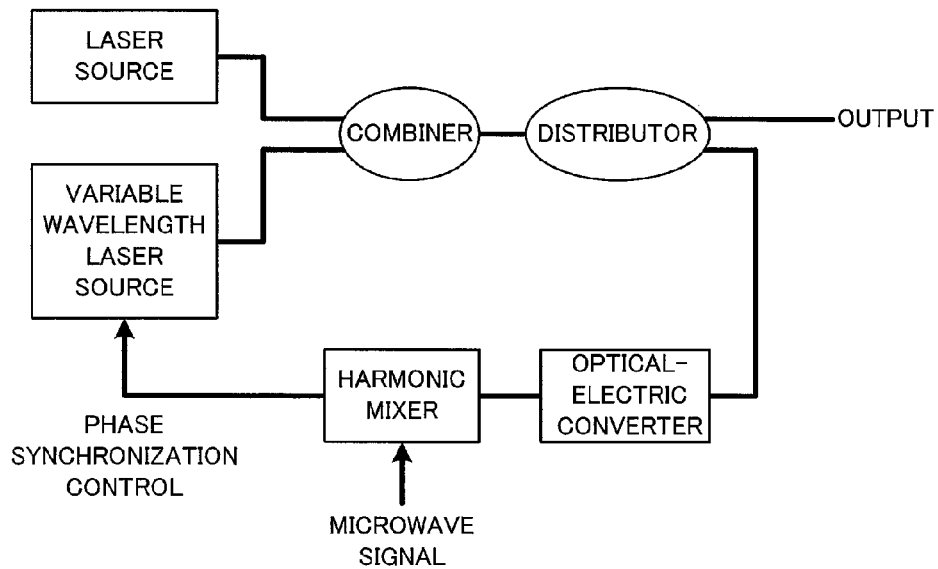 LASER
SOURCE
COMBINER
DISTRIBUTOR
OUTPUT
VARIABLE
WAVELENGTH
LASER
SOURCE
HARMONIC
MIXER
OPTICAL-
ELECTRIC
CONVERTER
PHASE
SYNCHRONIZATION
CONTROL
MICROWAVE
SIGNAL